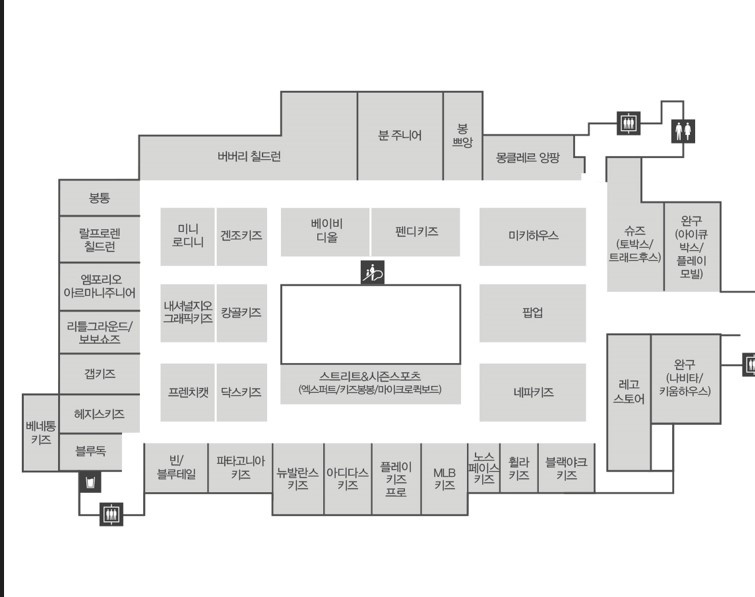 버버리 칠드런
분 주니어
봉
쁘앙
몽클레르 앙팡
봉통
랄프로렌
칠드런
엠포리오
아르마니주니어
리틀그라운드/
보보쇼즈
갭키즈
헤지스키즈
베네통
키즈
블루독
미니
로디니
겐조키즈
베이비
디올
펜디키즈
미키하우스
슈즈
(토박스/
트래드후스)
완구
(아이큐
박스/
플레이
모빌)
내셔널지오
그래픽키즈
캉골키즈
팝업
프렌치캣
닥스키즈
스트리트&시즌스포츠
(엑스퍼트/키즈봉봉/마이크로퀵보드)
네파키즈
레고
스토어
완구
(나비타/
키움하우스)
빈/
블루테일
파타고니아
키즈
뉴발란스
키즈
아디다스
키즈
플레이
키즈
프로
MLB
키즈
노스
페이스
키즈
휠라
키즈
블랙야크
키즈